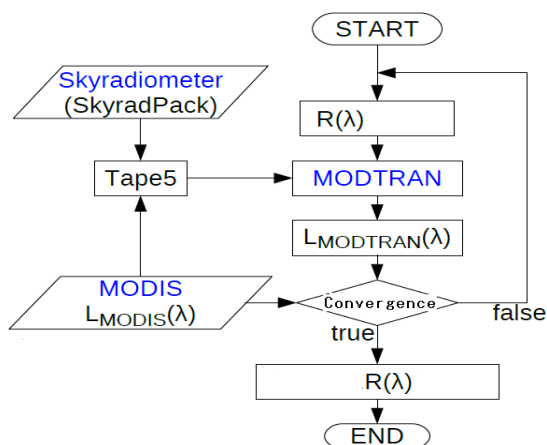 START
Skyradiometer
(SkyradPack)
R(λ)
Tape5
MODTRAN
LMODTRAN(λ)
MODIS
LMODIS(λ)
Convergence
false
true
.R(λ)
END